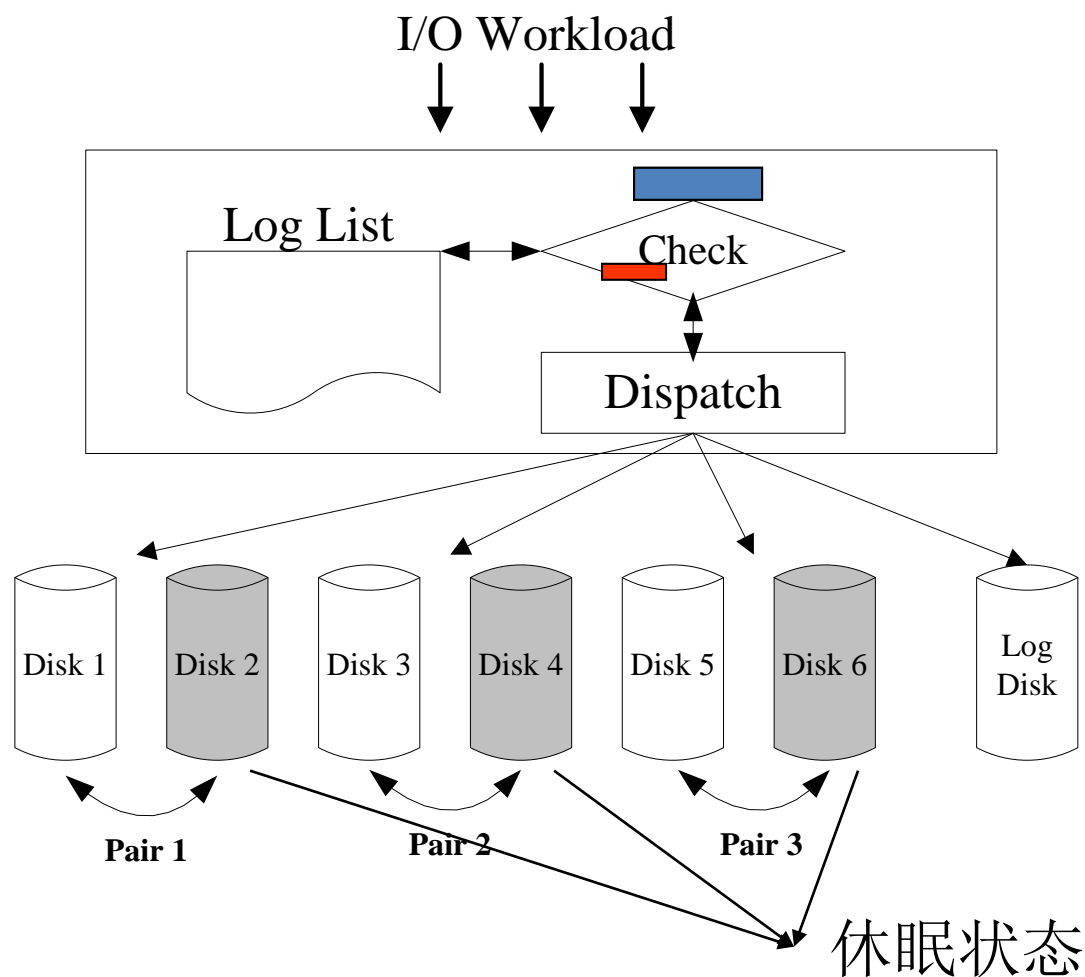 I/O Workload
Log List
Check
Dispatch
Disk 1
Disk 2
Disk 3
Disk 4
Disk 5
Disk 6
Log
Disk
Pair 1
Pair 2
Pair 3
休眠状态